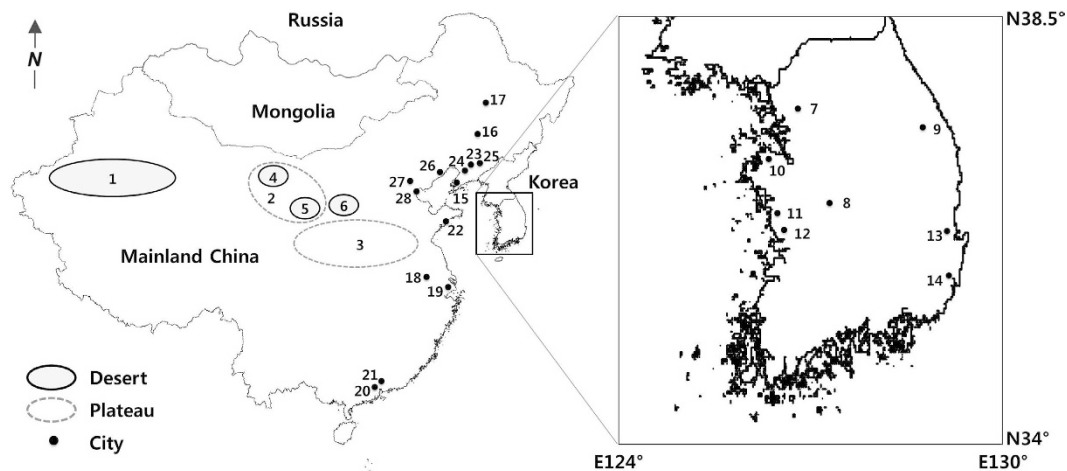 N
Russia
Mongolia
Mainland China
Korea
1
2
3
4
5
6
17
16
23
25
24
26
27
28
15
22
18
19
21
20
Desert
Plateau
City
N38.5°
7
9
10
8
11
12
13
14
N34°
E124°
E130°